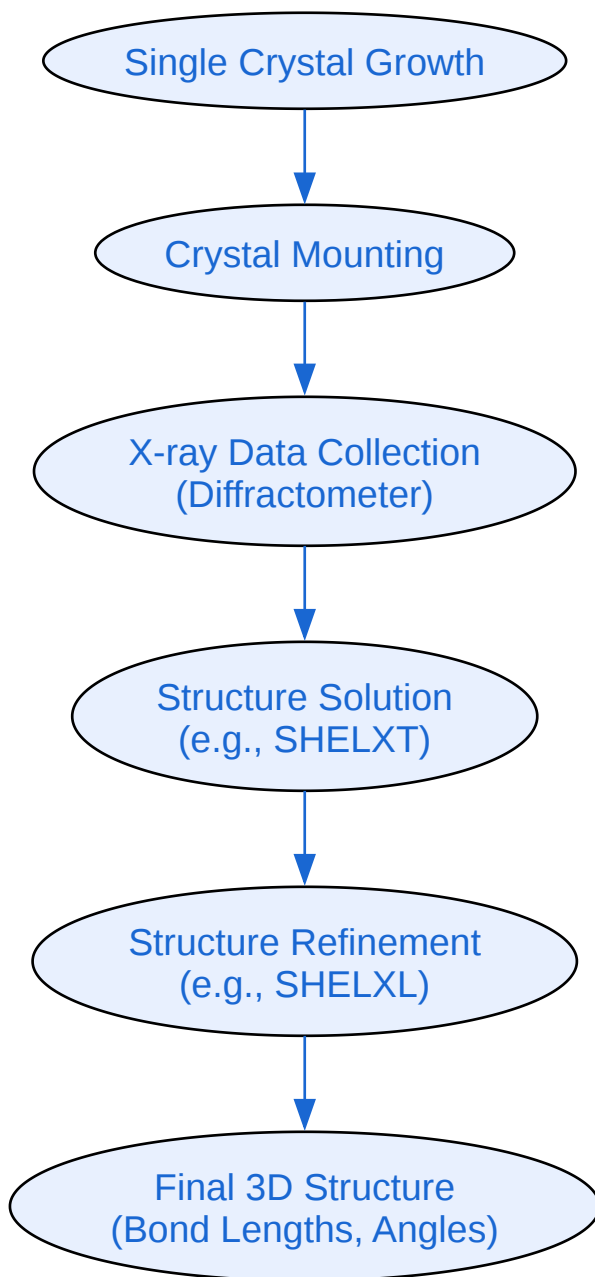 Single Crystal Growth
Crystal Mounting
X-ray Data Collection
(Diffractometer)
Structure Solution
(e.g., SHELXT)
Structure Refinement
(e.g., SHELXL)
Final 3D Structure
(Bond Lengths, Angles)